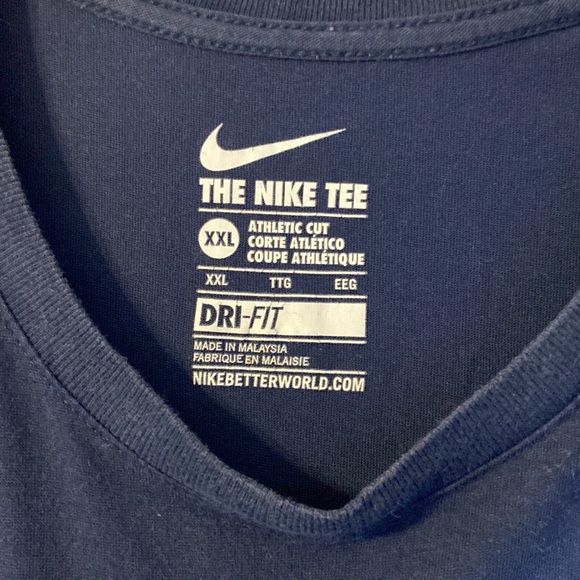 THE NIKE TEE
XXL
ATHLETIC CUT
CORTE ATLÉTICO
COUPE ATHLÉTIQUE
XXL TTG EEG
DRI-FIT
MADE IN MALAYSIA
FABRIQUE EN MALAISIE
NIKEBETTERWORLD.COM